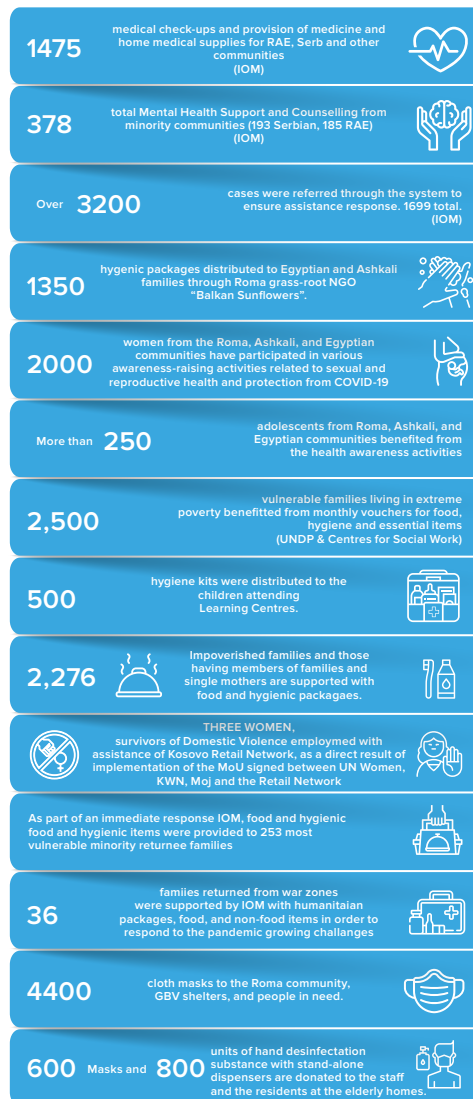 1475
medical check-ups and provision of medicine and
home medical supplies for RAE, Serb and other
communities
(IOM)
378
total Mental Health Support and Counselling from
minority communities (193 Serbian, 185 RAE)
(IOM)
Over 3200
cases were referred through the system to
ensure assistance response. 1699 total.
(IOM)
1350
hygenic packages distributed to Egyptian and Ashkali
families through Roma grass-root NGO
“Balkan Sunflowers”.
2000
women from the Roma, Ashkali, and Egyptian
communities have participated in various
awareness-raising activities related to sexual and
reproductive health and protection from COVID-19
More than 250
adolescents from Roma, Ashkali, and
Egyptian communities benefited from
the health awareness activities
2,500
vulnerable families living in extreme
poverty benefitted from monthly vouchers for food,
hygiene and essential items
(UNDP & Centres for Social Work)
500
hygiene kits were distributed to the
children attending
Learning Centres.
2,276
Impoverished families and those
having members of families and
single mothers are supported with
food and hygienic packagaes.
THREE WOMEN,
survivors of Domestic Violence employmed with
assistance of Kosovo Retail Network, as a direct result of
implementation of the MoU signed between UN Women,
KWN, Moj and the Retail Network
As part of an immediate response IOM, food and hygienic
food and hygienic items were provided to 253 most
vulnerable minority returnee families
36
famiies returned from war zones
were supported by IOM with humanitaian
packages, food, and non-food items in order to
respond to the pandemic growing challanges
4400
cloth masks to the Roma community,
GBV shelters, and people in need.
600 Masks and 800
units of hand desinfectation
substance with stand-alone
dispensers are donated to the staff
and the residents at the elderly homes.